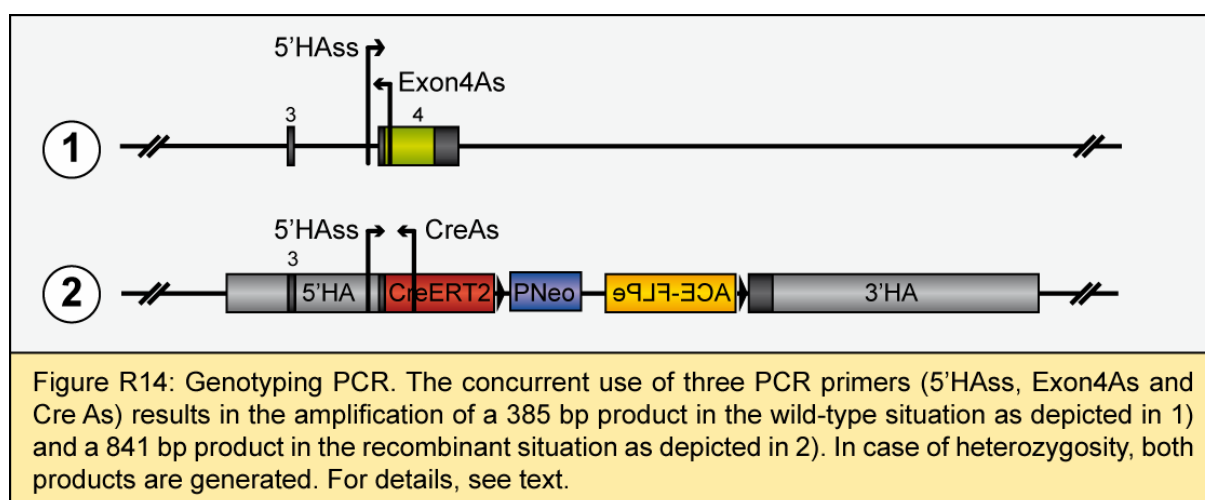 5'HAss
Exon4As
3
4
1
5'HAss
CreAs
3
2
5'HA
CreERT2
PNeo
ACE-FLPe
3'HA
Figure R14: Genotyping PCR. The concurrent use of three PCR primers (5'HAss, Exon4As and
Cre As) results in the amplification of a 385 bp product in the wild-type situation as depicted in 1)
and a 841 bp product in the recombinant situation as depicted in 2). In case of heterozygosity, both
products are generated. For details, see text.